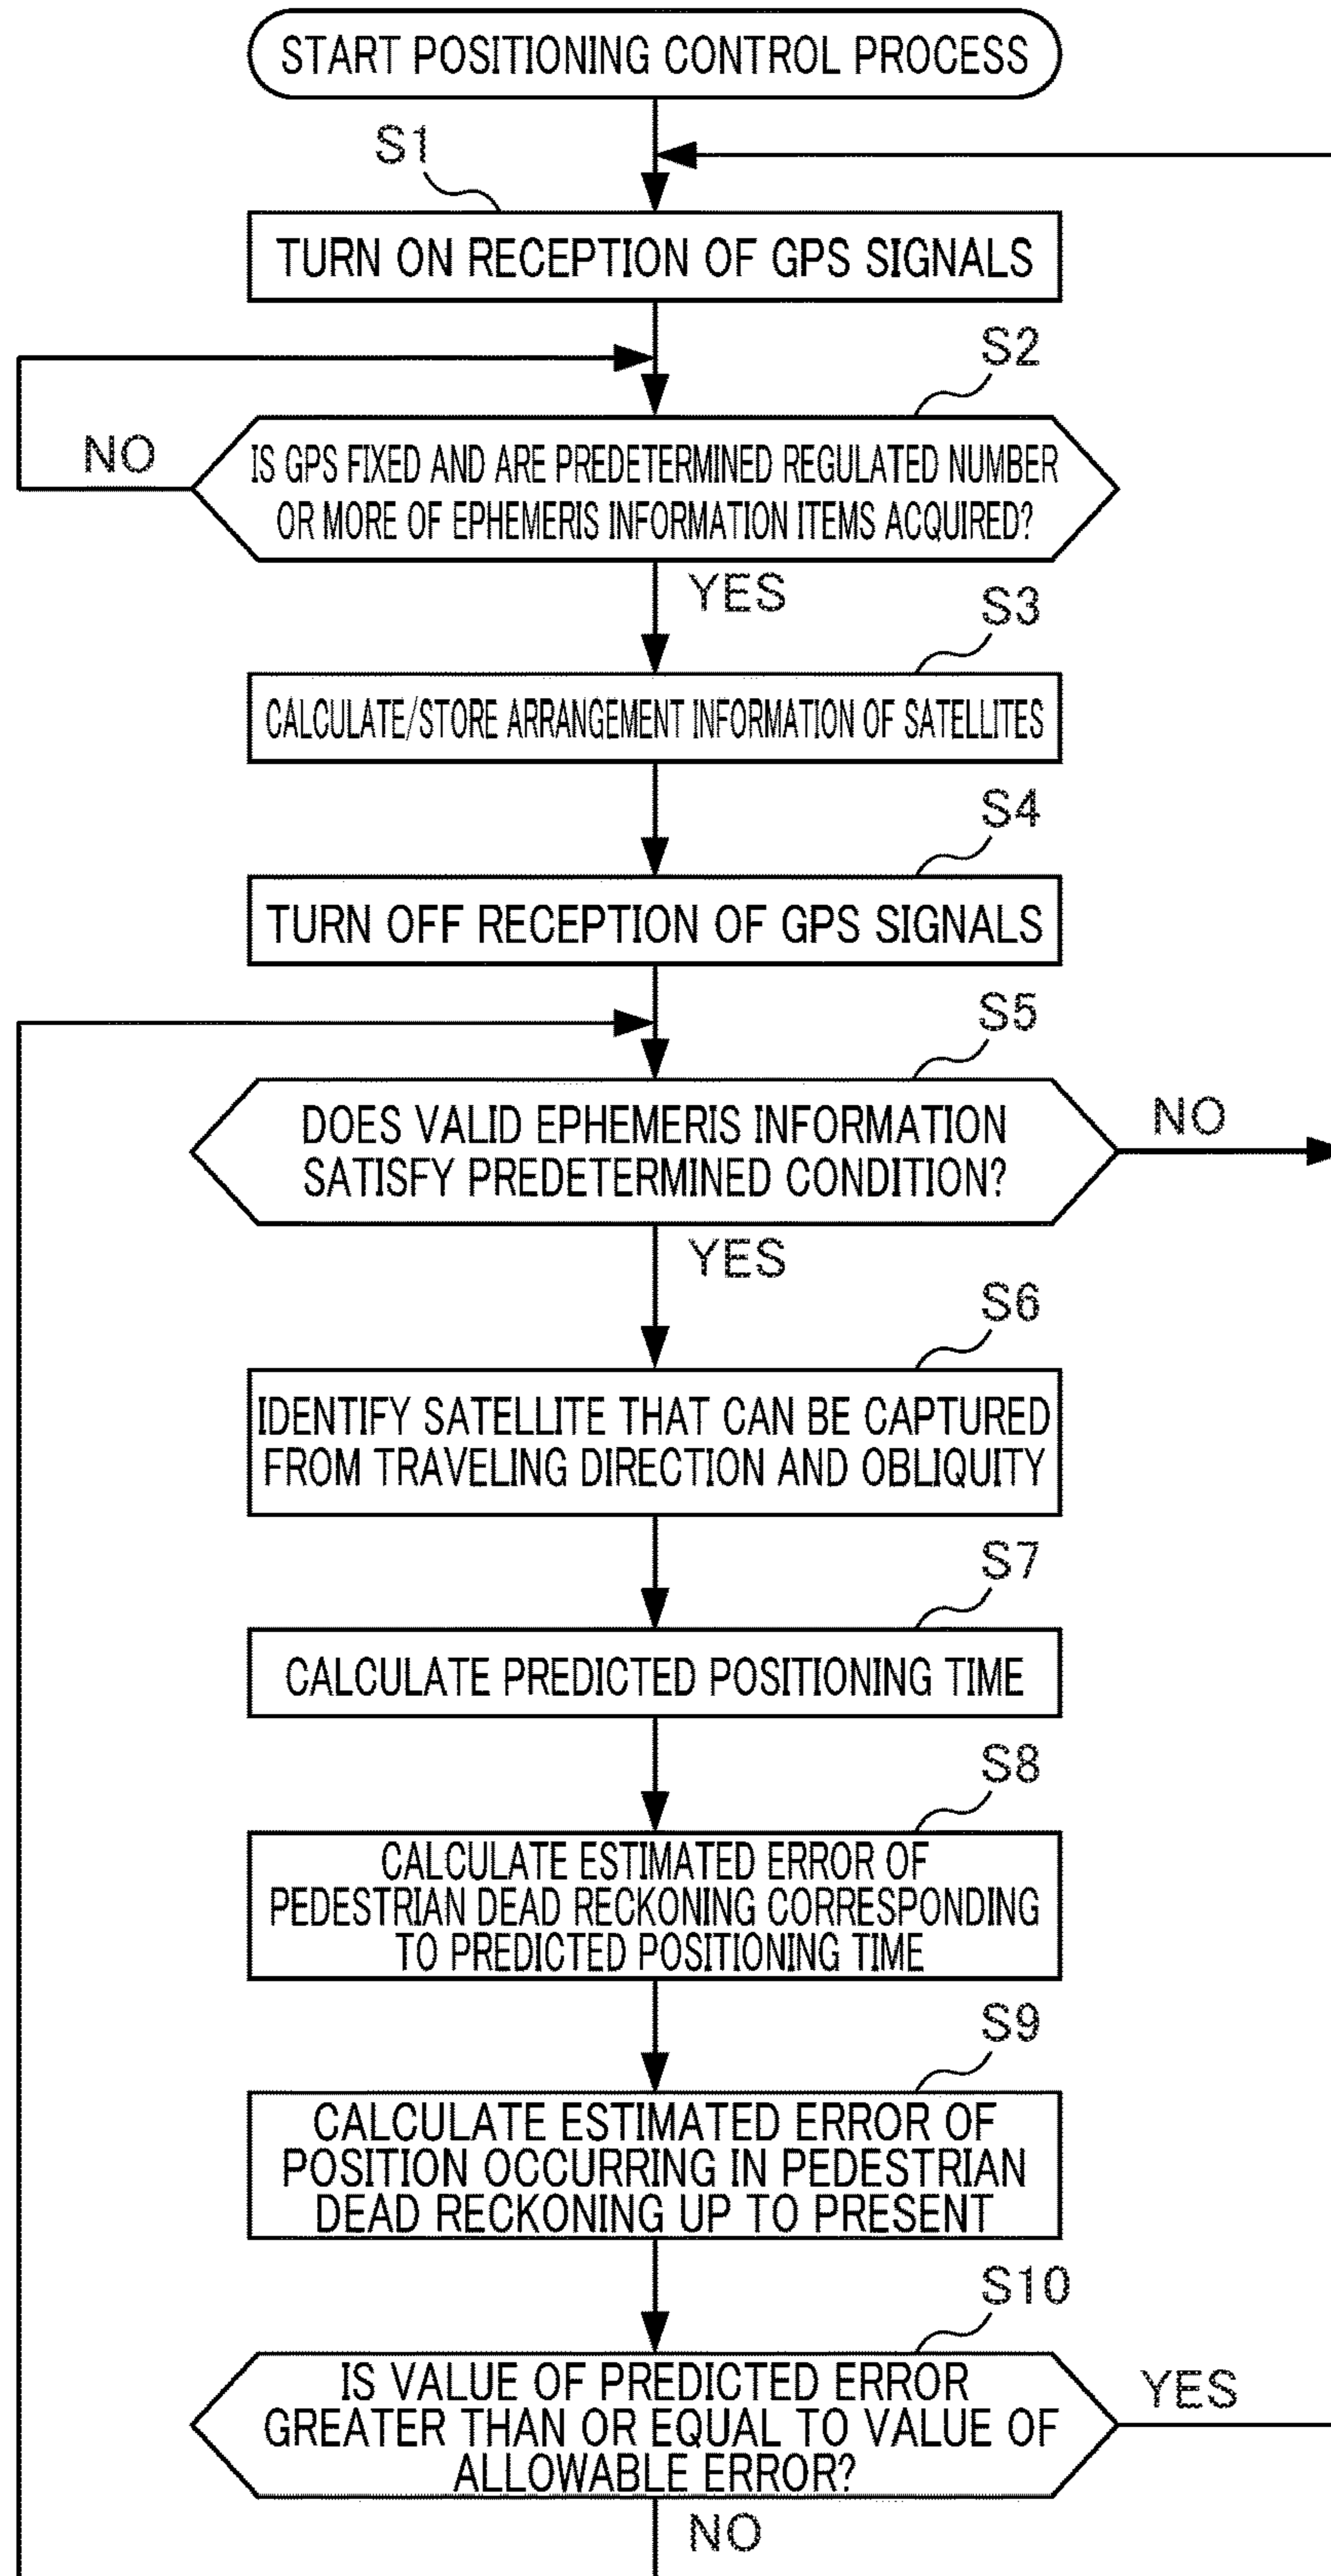 START POSITIONING CONTROL PROCESS
S1
TURN ON RECEPTION OF GPS SIGNALS
S2
NO
IS GPS FIXED AND ARE PREDETERMINED REGULATED NUMBER
OR MORE OF EPHEMERIS INFORMATION ITEMS ACQUIRED?
YES
S3
CALCULATE/STORE ARRANGEMENT INFORMATION OF SATELLITES
S4
TURN OFF RECEPTION OF GPS SIGNALS
S5
DOES VALID EPHEMERIS INFORMATION
SATISFY PREDETERMINED CONDITION?
NO
YES
S6
IDENTIFY SATELLITE THAT CAN BE CAPTURED
FROM TRAVELING DIRECTION AND OBLIQUITY
S7
CALCULATE PREDICTED POSITIONING TIME
S8
CALCULATE ESTIMATED ERROR OF
PEDESTRIAN DEAD RECKONING CORRESPONDING
TO PREDICTED POSITIONING TIME
S9
CALCULATE ESTIMATED ERROR OF
POSITION OCCURRING IN PEDESTRIAN
DEAD RECKONING UP TO PRESENT
S10
IS VALUE OF PREDICTED ERROR
GREATER THAN OR EQUAL TO VALUE OF
ALLOWABLE ERROR?
YES
NO